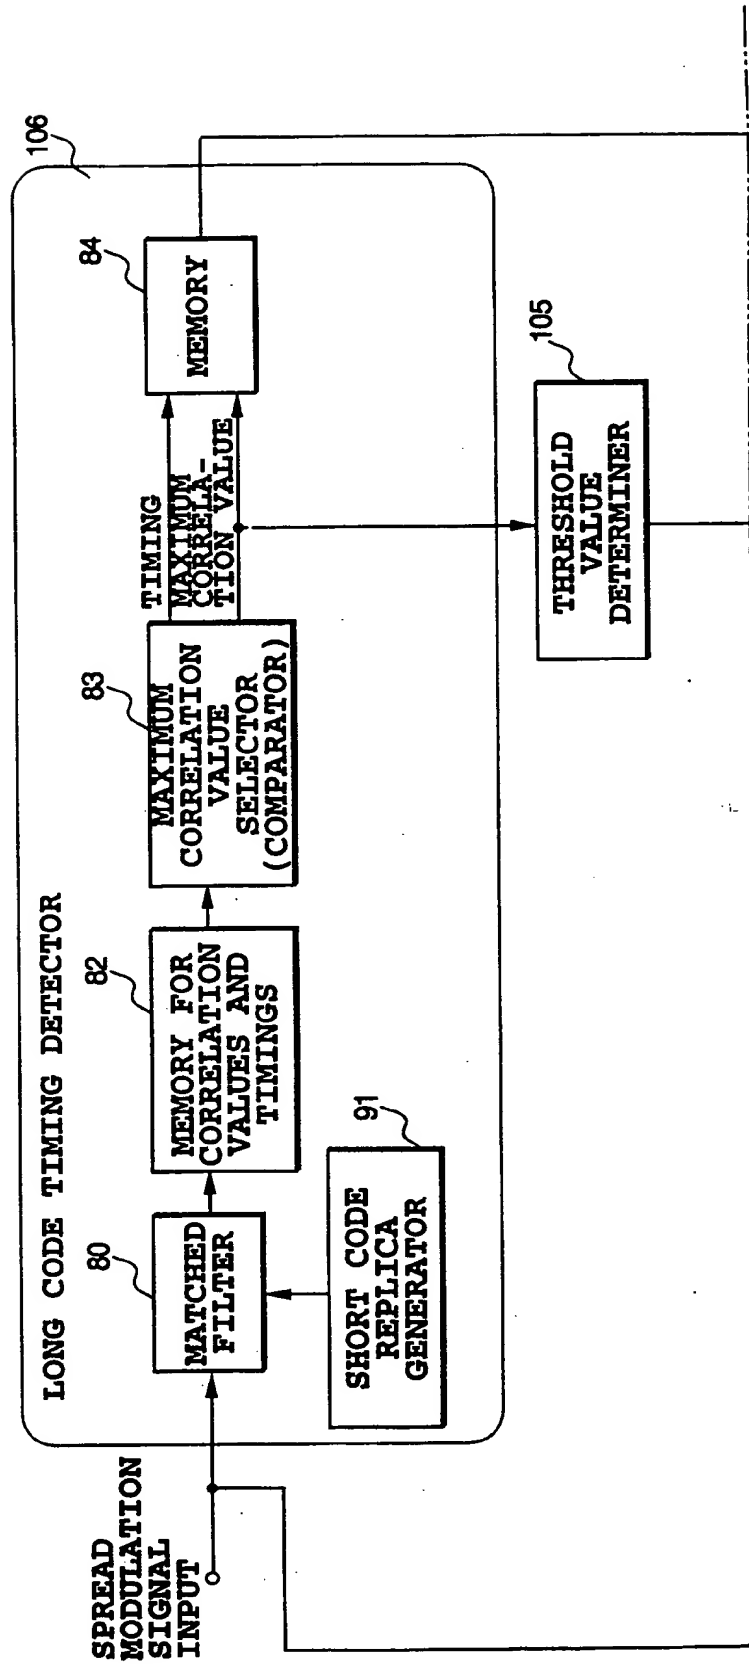 LONG CODE TIMING DETECTOR
106
SPREAD
MODULATION
SIGNAL
INPUT
80
MATCHED
FILTER
82
MEMORY FOR
CORRELATION
VALUES AND
TIMINGS
83
MAXIMUM
CORRELATION
VALUE
SELECTOR
(COMPARATOR)
TIMING
MAXIMUM
CORRELA-
TION VALUE
84
MEMORY
91
SHORT CODE
REPLICA
GENERATOR
105
THRESHOLD
VALUE
DETERMINER